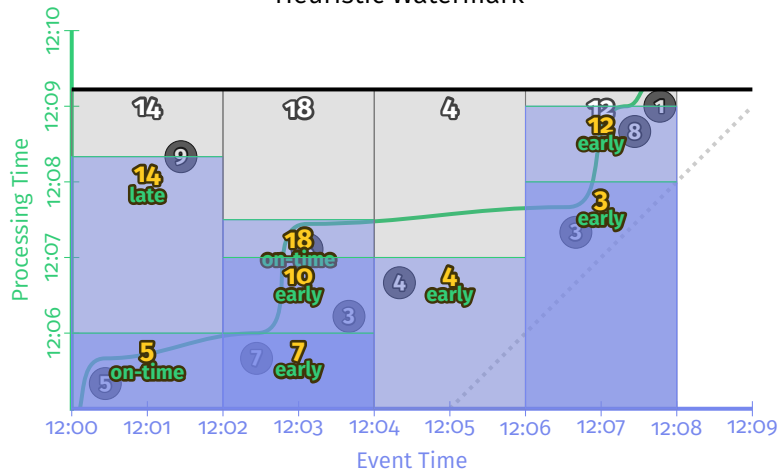 Heuristic Watermark
12:10
12:09
12:08
12:07
12:06
Processing Time
14
18
4
12
1
12
early
8
9
14
late
3
early
3
18
on-time
10
early
4
4
early
3
5
on-time
7
7
early
5
12:00 12:01 12:02 12:03 12:04 12:05 12:06 12:07 12:08 12:09
Event Time